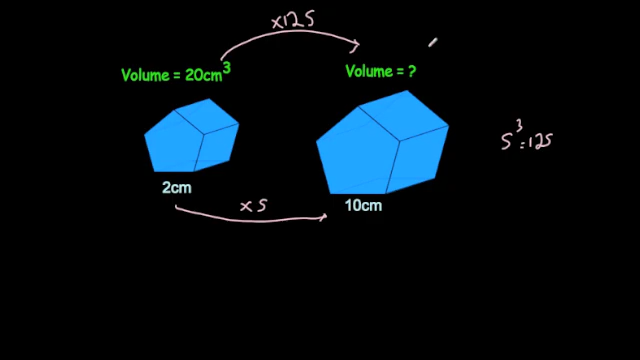 ×125
Volume = 20cm³
Volume = ?
5³ = 125
2cm
×5
10cm